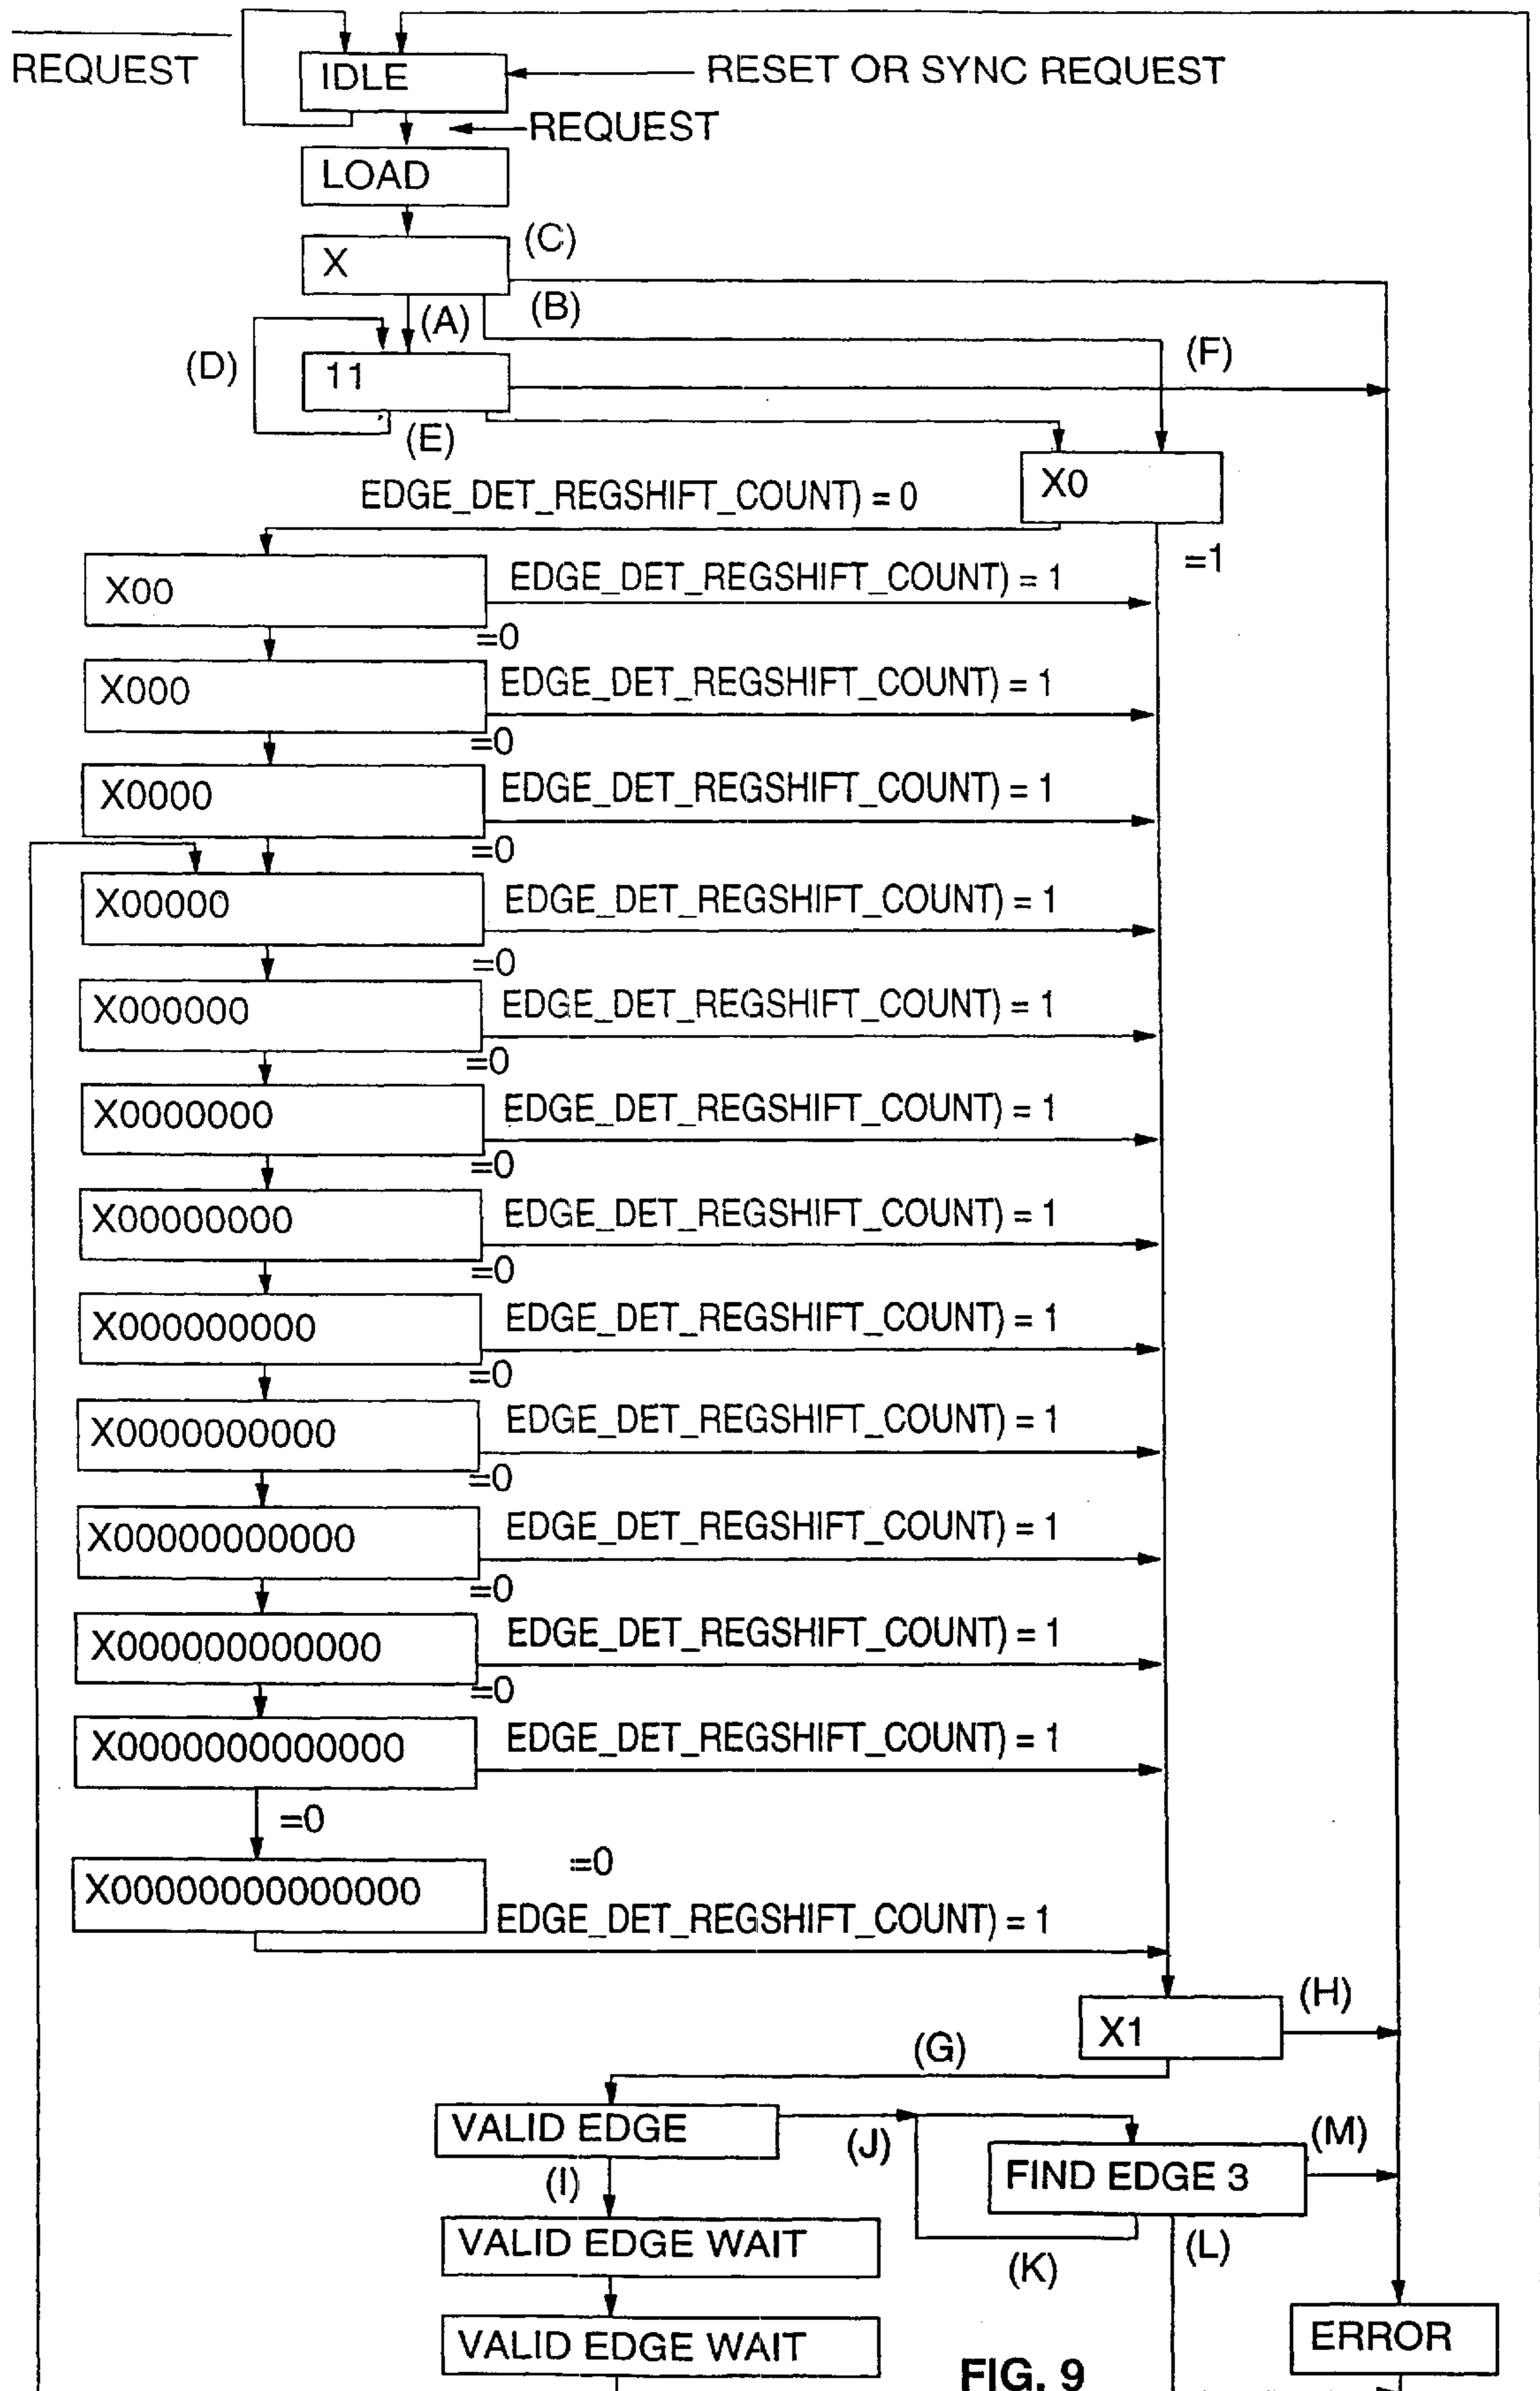 REQUEST
IDLE
RESET OR SYNC REQUEST
REQUEST
LOAD
X
(C)
(B)
(A)
(D)
11
(F)
(E)
X0
EDGE_DET_REGSHIFT_COUNT) = 0
=1
X00
EDGE_DET_REGSHIFT_COUNT) = 1
=0
X000
EDGE_DET_REGSHIFT_COUNT) = 1
=0
X0000
EDGE_DET_REGSHIFT_COUNT) = 1
=0
X00000
EDGE_DET_REGSHIFT_COUNT) = 1
=0
X000000
EDGE_DET_REGSHIFT_COUNT) = 1
=0
X0000000
EDGE_DET_REGSHIFT_COUNT) = 1
=0
X00000000
EDGE_DET_REGSHIFT_COUNT) = 1
=0
X000000000
EDGE_DET_REGSHIFT_COUNT) = 1
=0
X0000000000
EDGE_DET_REGSHIFT_COUNT) = 1
=0
X00000000000
EDGE_DET_REGSHIFT_COUNT) = 1
=0
X000000000000
EDGE_DET_REGSHIFT_COUNT) = 1
=0
X0000000000000
EDGE_DET_REGSHIFT_COUNT) = 1
=0
=0
X00000000000000
EDGE_DET_REGSHIFT_COUNT) = 1
X1
(H)
(G)
VALID EDGE
(J)
(M)
FIND EDGE 3
(I)
VALID EDGE WAIT
(K)
(L)
VALID EDGE WAIT
ERROR
FIG. 9